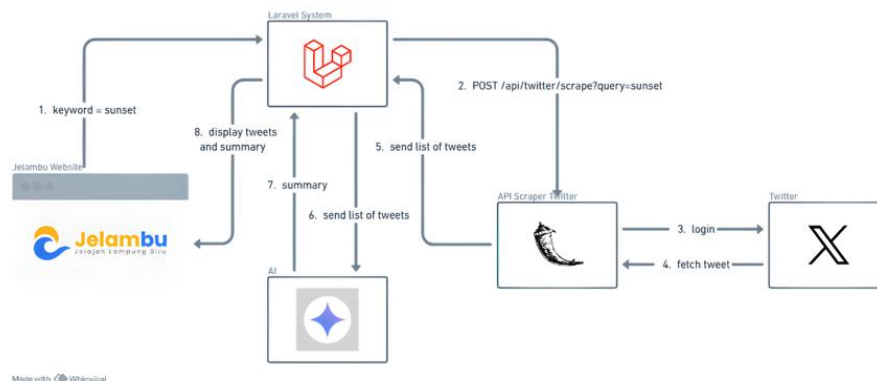 Laravel System
1. keyword = sunset
2. POST /api/twitter/scrape?query=sunset
8. display tweets
and summary
5. send list of tweets
Jelambu Website
7. summary
6. send list of tweets
API Scraper Twitter
Twitter
Jelambu
Jelajah Lampung Biru
3. login
4. fetch tweet
AI
Made with Whimsical